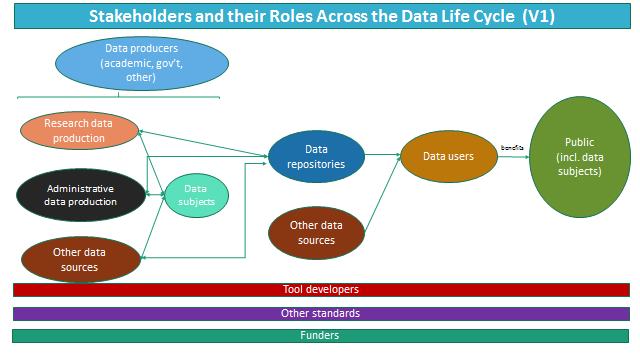 Stakeholders and their Roles Across the Data Life Cycle (V1)
Data producers
(academic, gov't,
other)
Research data
production
Administrative
data production
Data
subjects
Other data
sources
Data
repositories
Other data
sources
Data users
benefits
Public
(incl. data
subjects)
Tool developers
Other standards
Funders